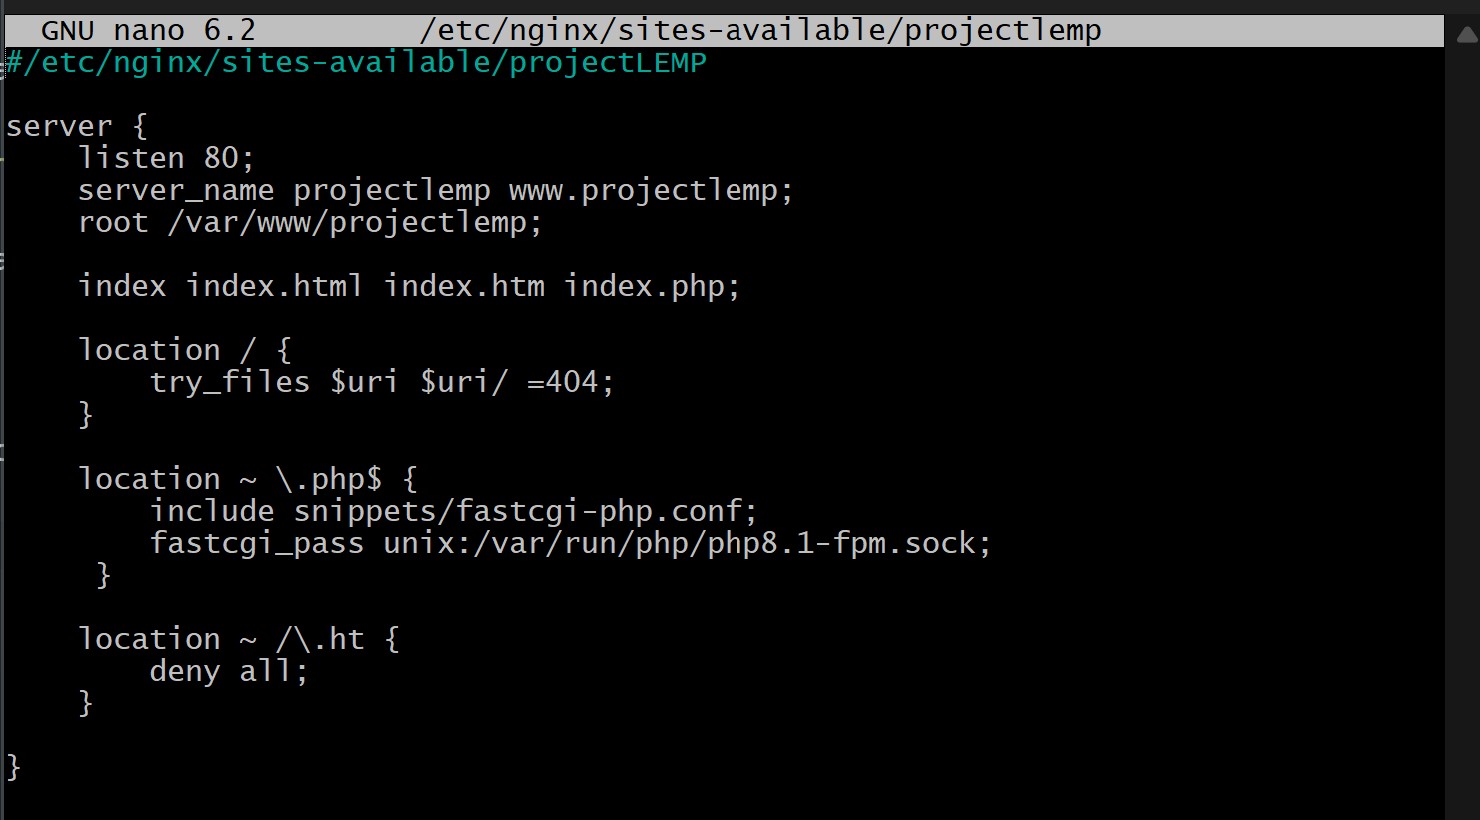 GNU nano 6.2 /etc/nginx/sites-available/projectlemp
#/etc/nginx/sites-available/projectLEMP
server {
listen 80;
server_name projectlemp www.projectlemp;
root /var/www/projectlemp;
index index.html index.htm index.php;
location / {
try_files $uri $uri/ =404;
}
location ~ \.php$ {
include snippets/fastcgi-php.conf;
fastcgi_pass unix:/var/run/php/php8.1-fpm.sock;
}
location ~ /\.ht {
deny all;
}
}